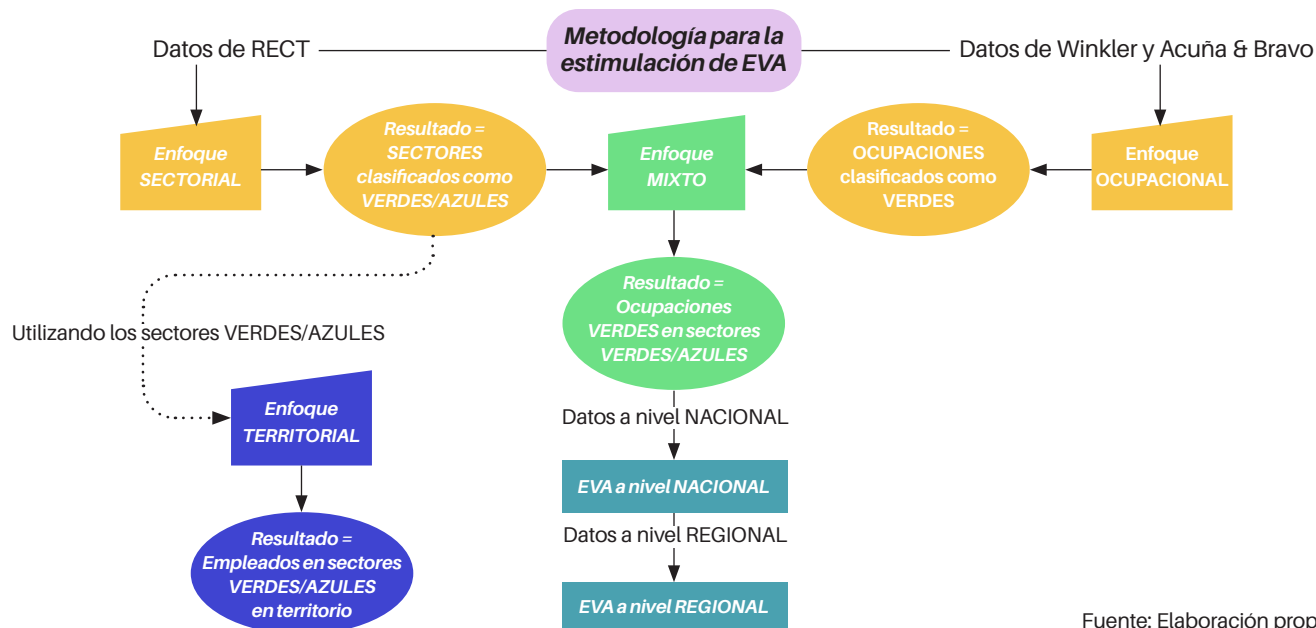 Metodología para la
estimulación de EVA
Datos de RECT
Datos de Winkler y Acuña & Bravo
Enfoque
SECTORIAL
Resultado =
SECTORES
clasificados como
VERDES/AZULES
Enfoque
MIXTO
Resultado =
OCUPACIONES
clasificados como
VERDES
Enfoque
OCUPACIONAL
Resultado =
Ocupaciones
VERDES en sectores
VERDES/AZULES
Utilizando los sectores VERDES/AZULES
Enfoque
TERRITORIAL
Datos a nivel NACIONAL
EVA a nivel NACIONAL
Datos a nivel REGIONAL
EVA a nivel REGIONAL
Resultado =
Empleados en sectores
VERDES/AZULES
en territorio
Fuente: Elaboración prop